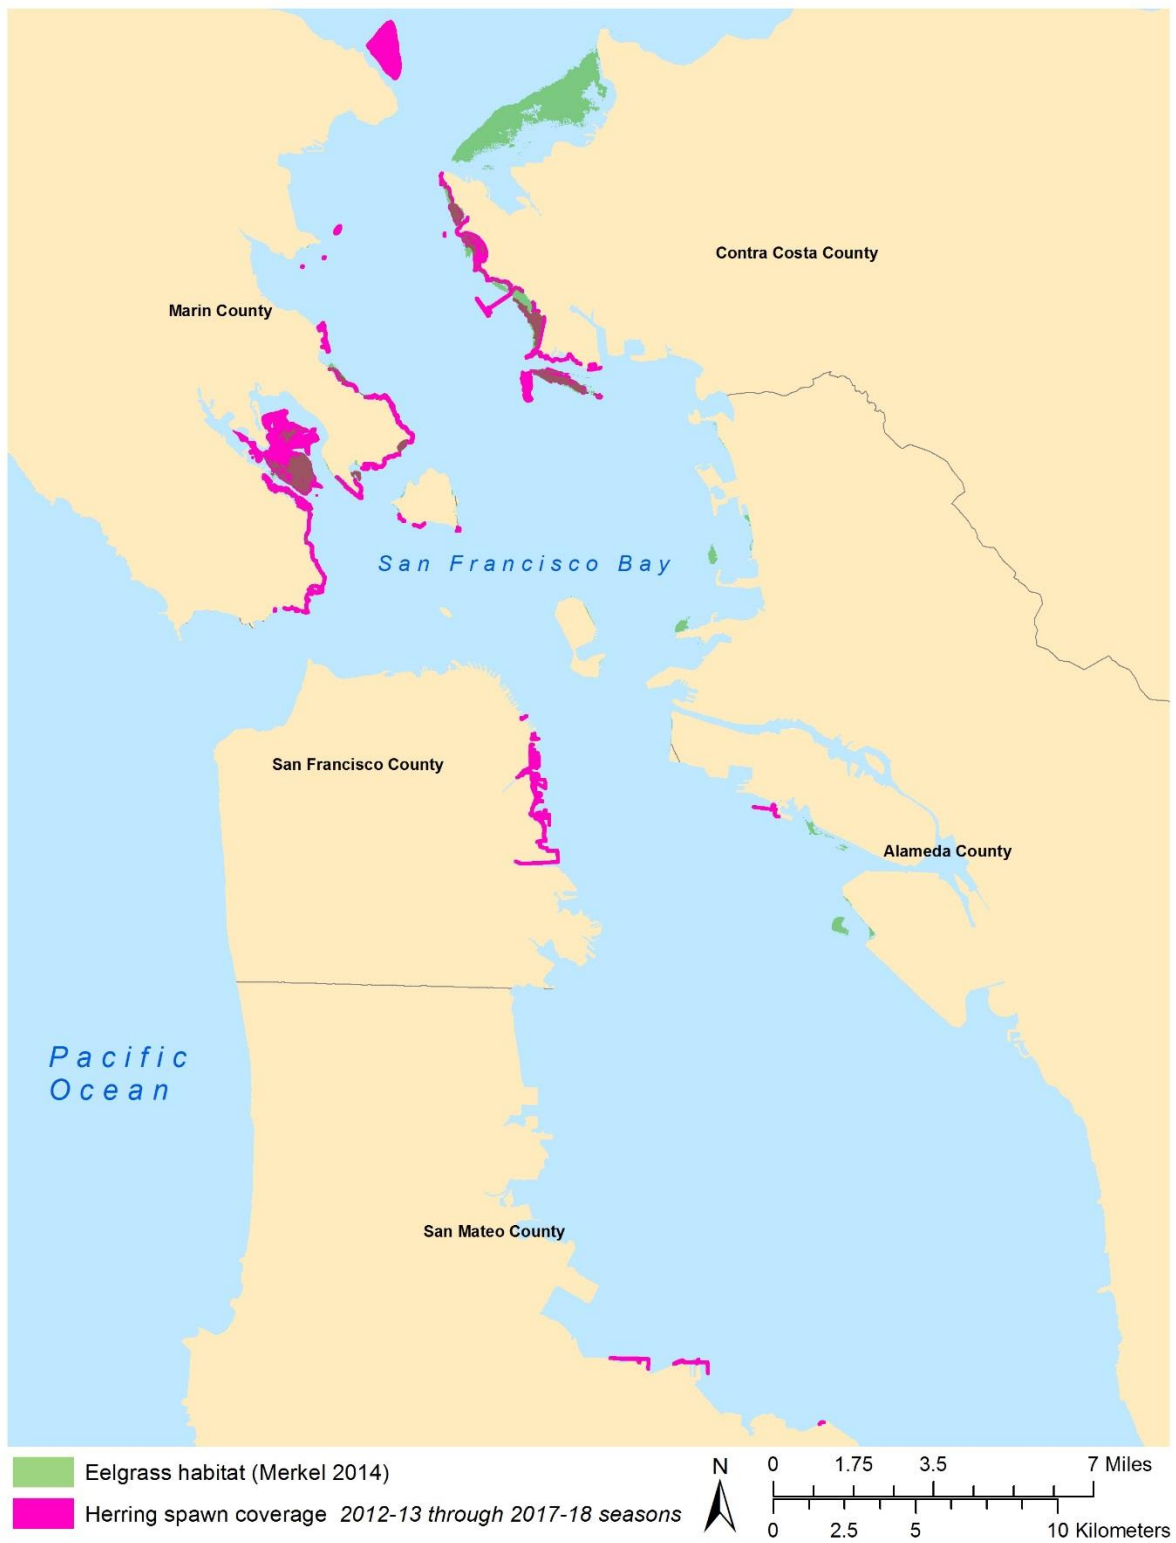 Contra Costa County
Marin County
San Francisco Bay
San Francisco County
Alameda County
Pacific
Ocean
San Mateo County
Eelgrass habitat (Merkel 2014)
Herring spawn coverage 2012-13 through 2017-18 seasons
N
0 1.75 3.5 7 Miles
0 2.5 5 10 Kilometers